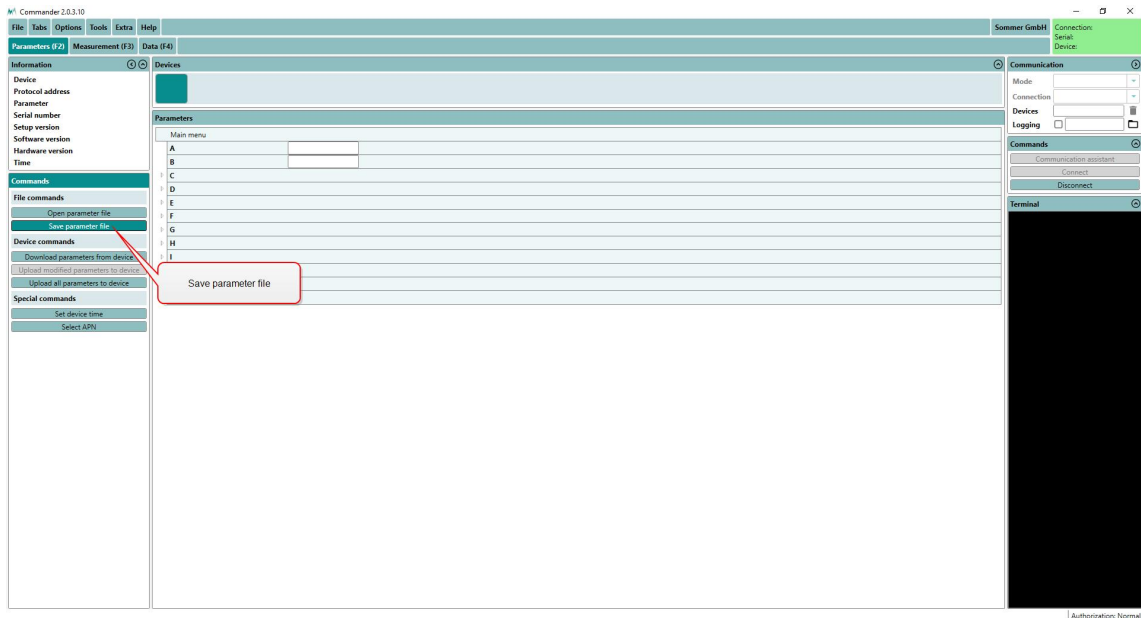 Commander 2.0.3.10
File Tabs Options Tools Extra Help
Sommer GmbH
Connection:
Serial:
Device:
Parameters (F2) Measurement (F3) Data (F4)
Information
Device
Protocol address
Parameter
Serial number
Setup version
Software version
Hardware version
Time
Commands
File commands
Open parameter file
Save parameter file
Device commands
Download parameters from device
Upload modified parameters to device
Upload all parameters to device
Special commands
Set device time
Select APN
Devices
Parameters
Main menu
A
B
C
D
E
F
G
H
I
Save parameter file
Communication
Mode
Connection
Devices
Logging
Commands
Communication assistant
Connect
Disconnect
Terminal
Authorization: Normal